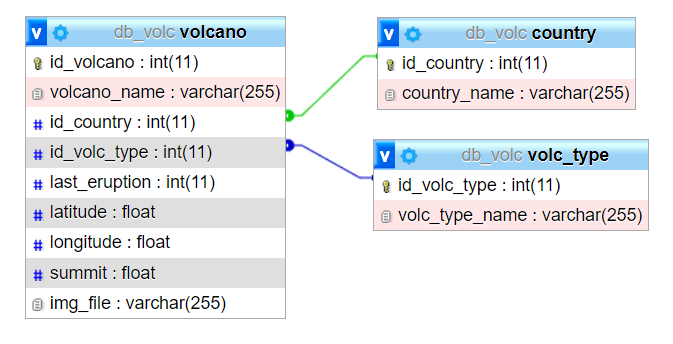 v db_volc volcano
id_volcano : int(11)
volcano_name : varchar(255)
# id_country : int(11)
# id_volc_type : int(11)
# last_eruption : int(11)
# latitude : float
# longitude : float
# summit : float
img_file : varchar(255)
v db_volc country
id_country : int(11)
country_name : varchar(255)
v db_volc volc_type
id_volc_type : int(11)
volc_type_name : varchar(255)